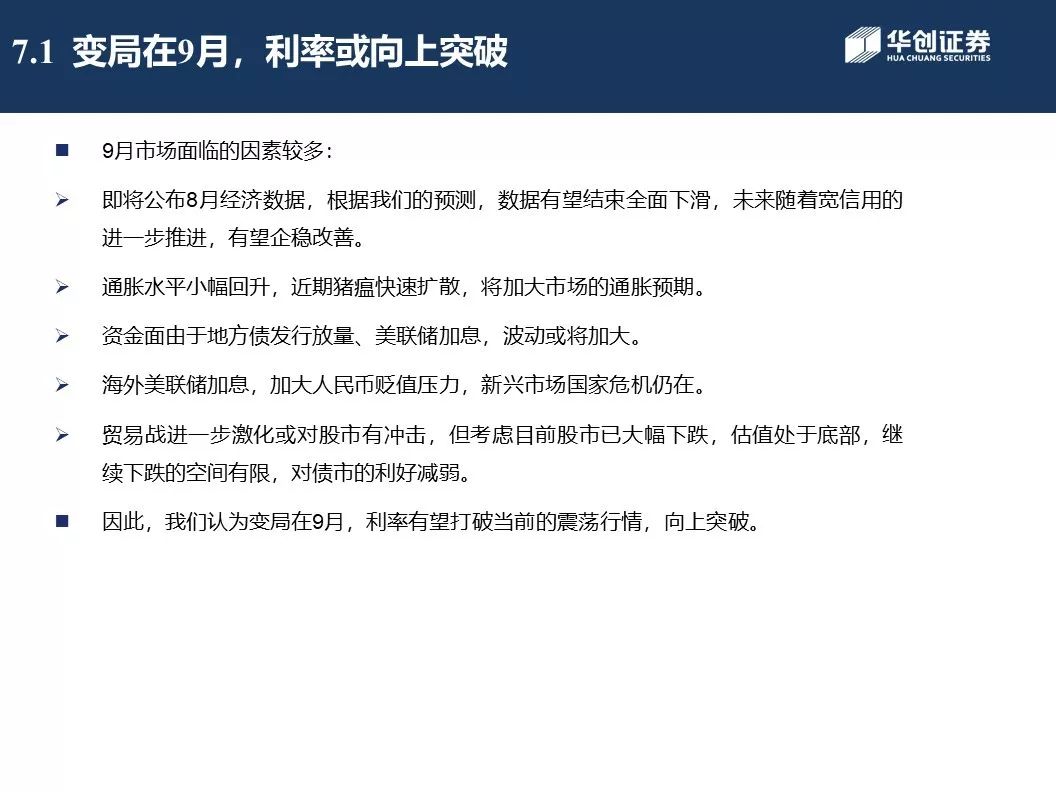 7.1 变局在9月，利率或向上突破
华创证券
HUA CHUANG SECURITIES
■ 9月市场面临的因素较多：
➢ 即将公布8月经济数据，根据我们的预测，数据有望结束全面下滑，未来随着宽信用的
进一步推进，有望企稳改善。
➢ 通胀水平小幅回升，近期猪瘟快速扩散，将加大市场的通胀预期。
➢ 资金面由于地方债发行放量、美联储加息，波动或将加大。
➢ 海外美联储加息，加大人民币贬值压力，新兴市场国家危机仍在。
➢ 贸易战进一步激化或对股市有冲击，但考虑目前股市已大幅下跌，估值处于底部，继
续下跌的空间有限，对债市的利好减弱。
■ 因此，我们认为变局在9月，利率有望打破当前的震荡行情，向上突破。